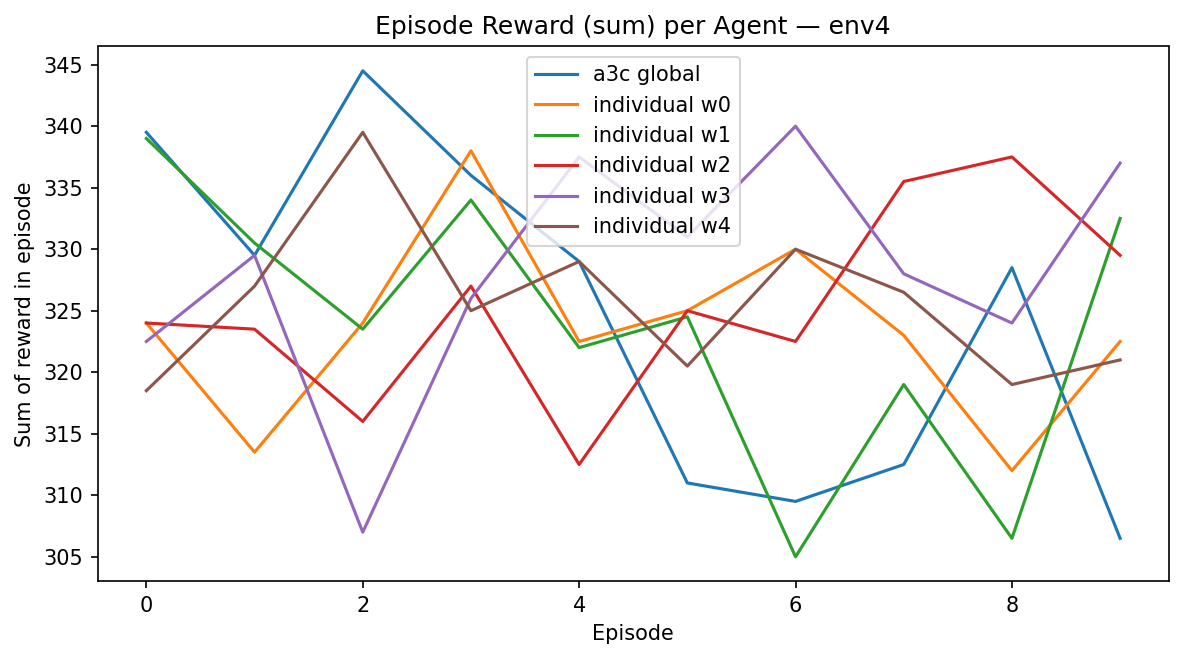 Episode Reward (sum) per Agent — env4
345
340
335
330
325
320
315
310
305
Sum of reward in episode
a3c global
individual w0
individual w1
individual w2
individual w3
individual w4
0 2 4 6 8
Episode